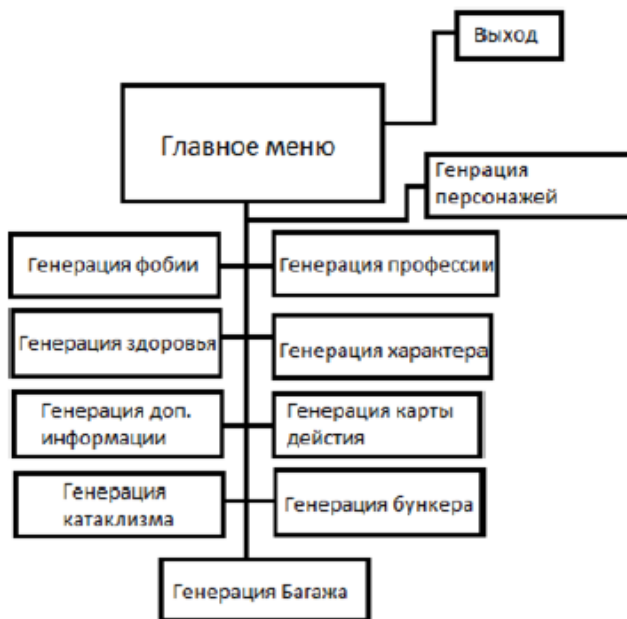 Выход
Главное меню
Генрация
персонажей
Генерация фобии
Генерация профессии
Генерация здоровья
Генерация характера
Генерация доп.
информации
Генерация карты
дейстия
Генерация
катаклизма
Генерация бункера
Генерация Багажа